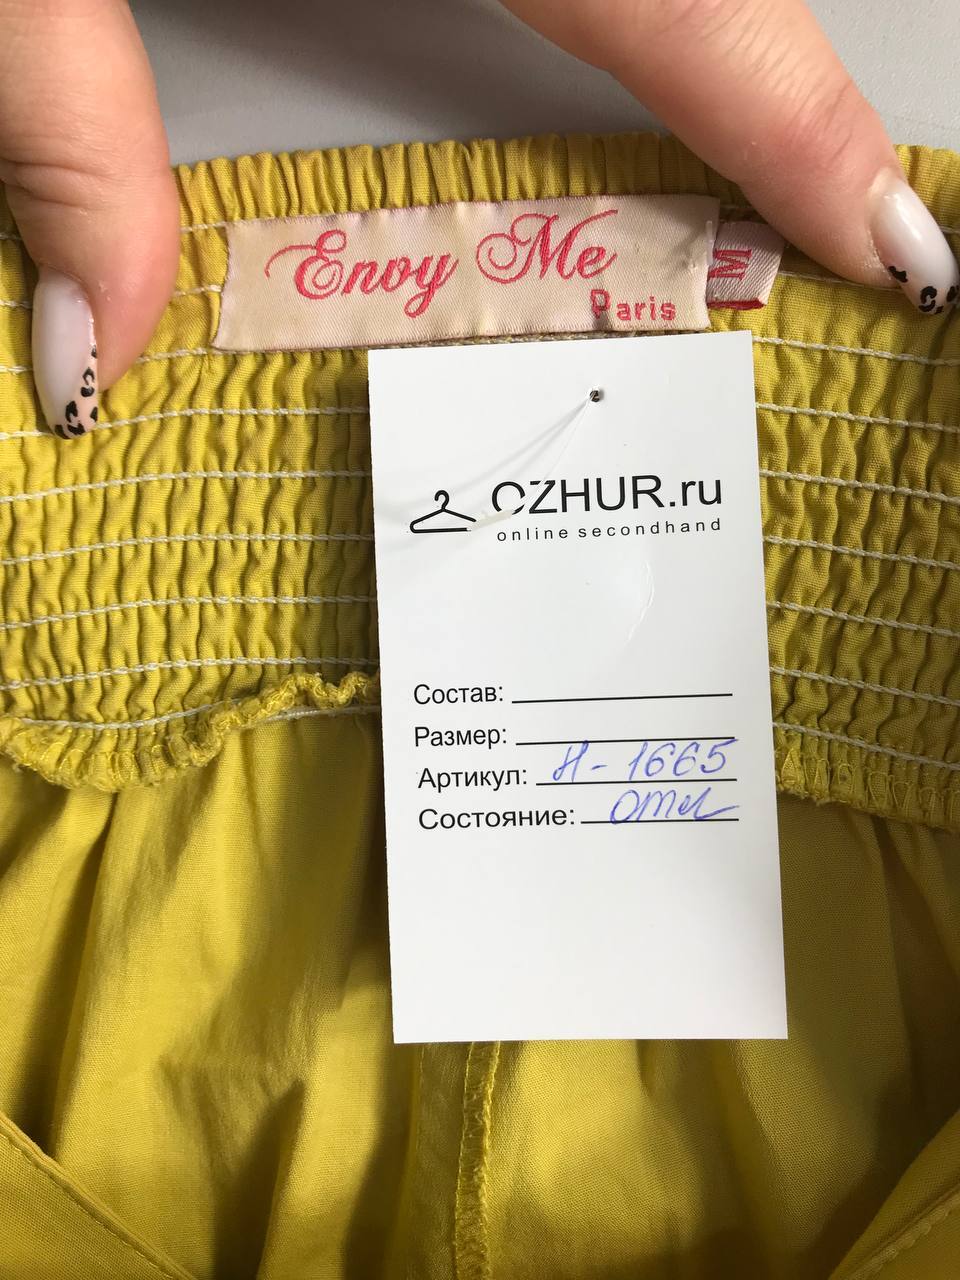 Envy Me
Paris
M
OZHUR.ru
online secondhand
Состав:
Размер:
Артикул: Н-1665
Состояние: отл